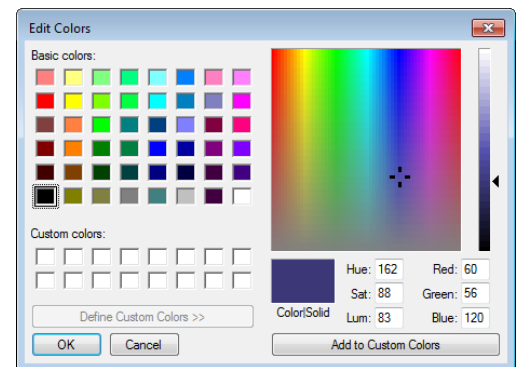 Edit Colors
Basic colors:
Custom colors:
Define Custom Colors >>
OK Cancel
Color|Solid
Hue: 162 Red: 60
Sat: 88 Green: 56
Lum: 83 Blue: 120
Add to Custom Colors